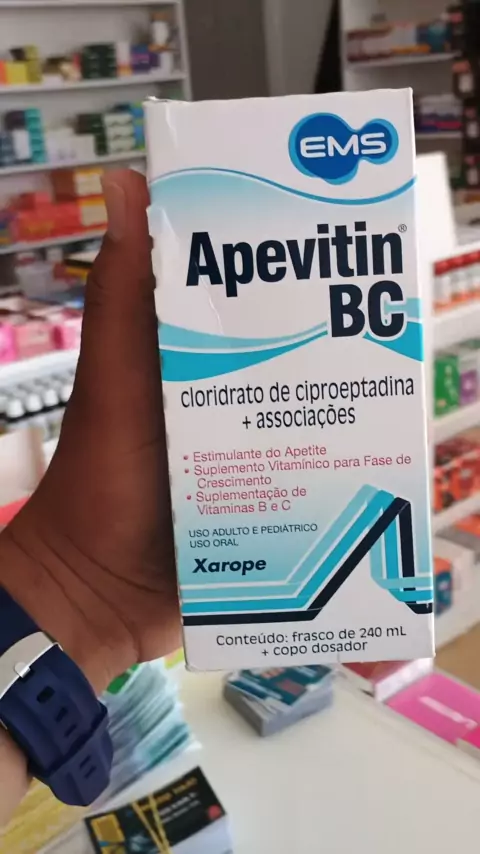 EMS
Apevitin®
BC
cloridrato de ciproeptadina
+ associações
• Estimulante do Apetite
• Suplemento Vitamínico para Fase de
Crescimento
• Suplementação de
Vitaminas B e C
USO ADULTO E PEDIÁTRICO
USO ORAL
Xarope
Conteúdo: frasco de 240 mL
+ copo dosador